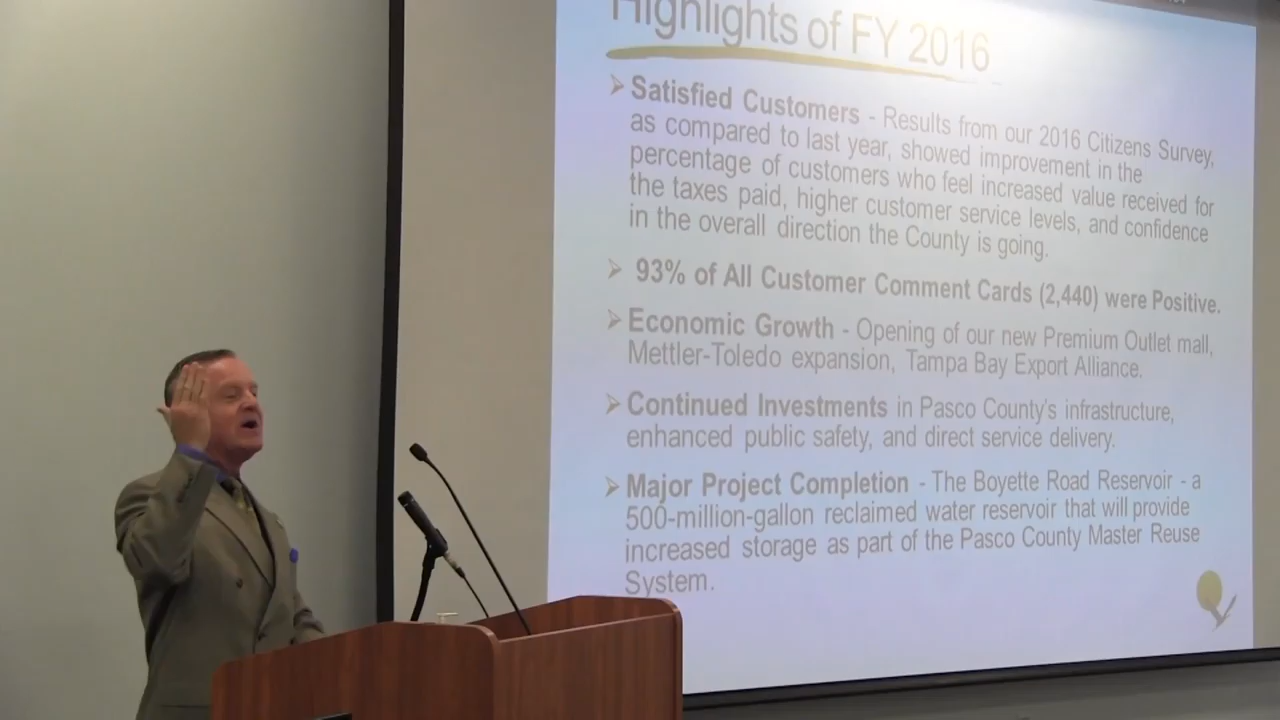 Highlights of FY 2016
Satisfied Customers - Results from our 2016 Citizens Survey,
as compared to last year, showed improvement in the
percentage of customers who feel increased value received for
the taxes paid, higher customer service levels, and confidence
in the overall direction the County is going.
93% of All Customer Comment Cards (2,440) were Positive.
Economic Growth - Opening of our new Premium Outlet mall,
Mettler-Toledo expansion, Tampa Bay Export Alliance.
Continued Investments in Pasco County's infrastructure,
enhanced public safety, and direct service delivery.
Major Project Completion - The Boyette Road Reservoir - a
500-million-gallon reclaimed water reservoir that will provide
increased storage as part of the Pasco County Master Reuse
System.